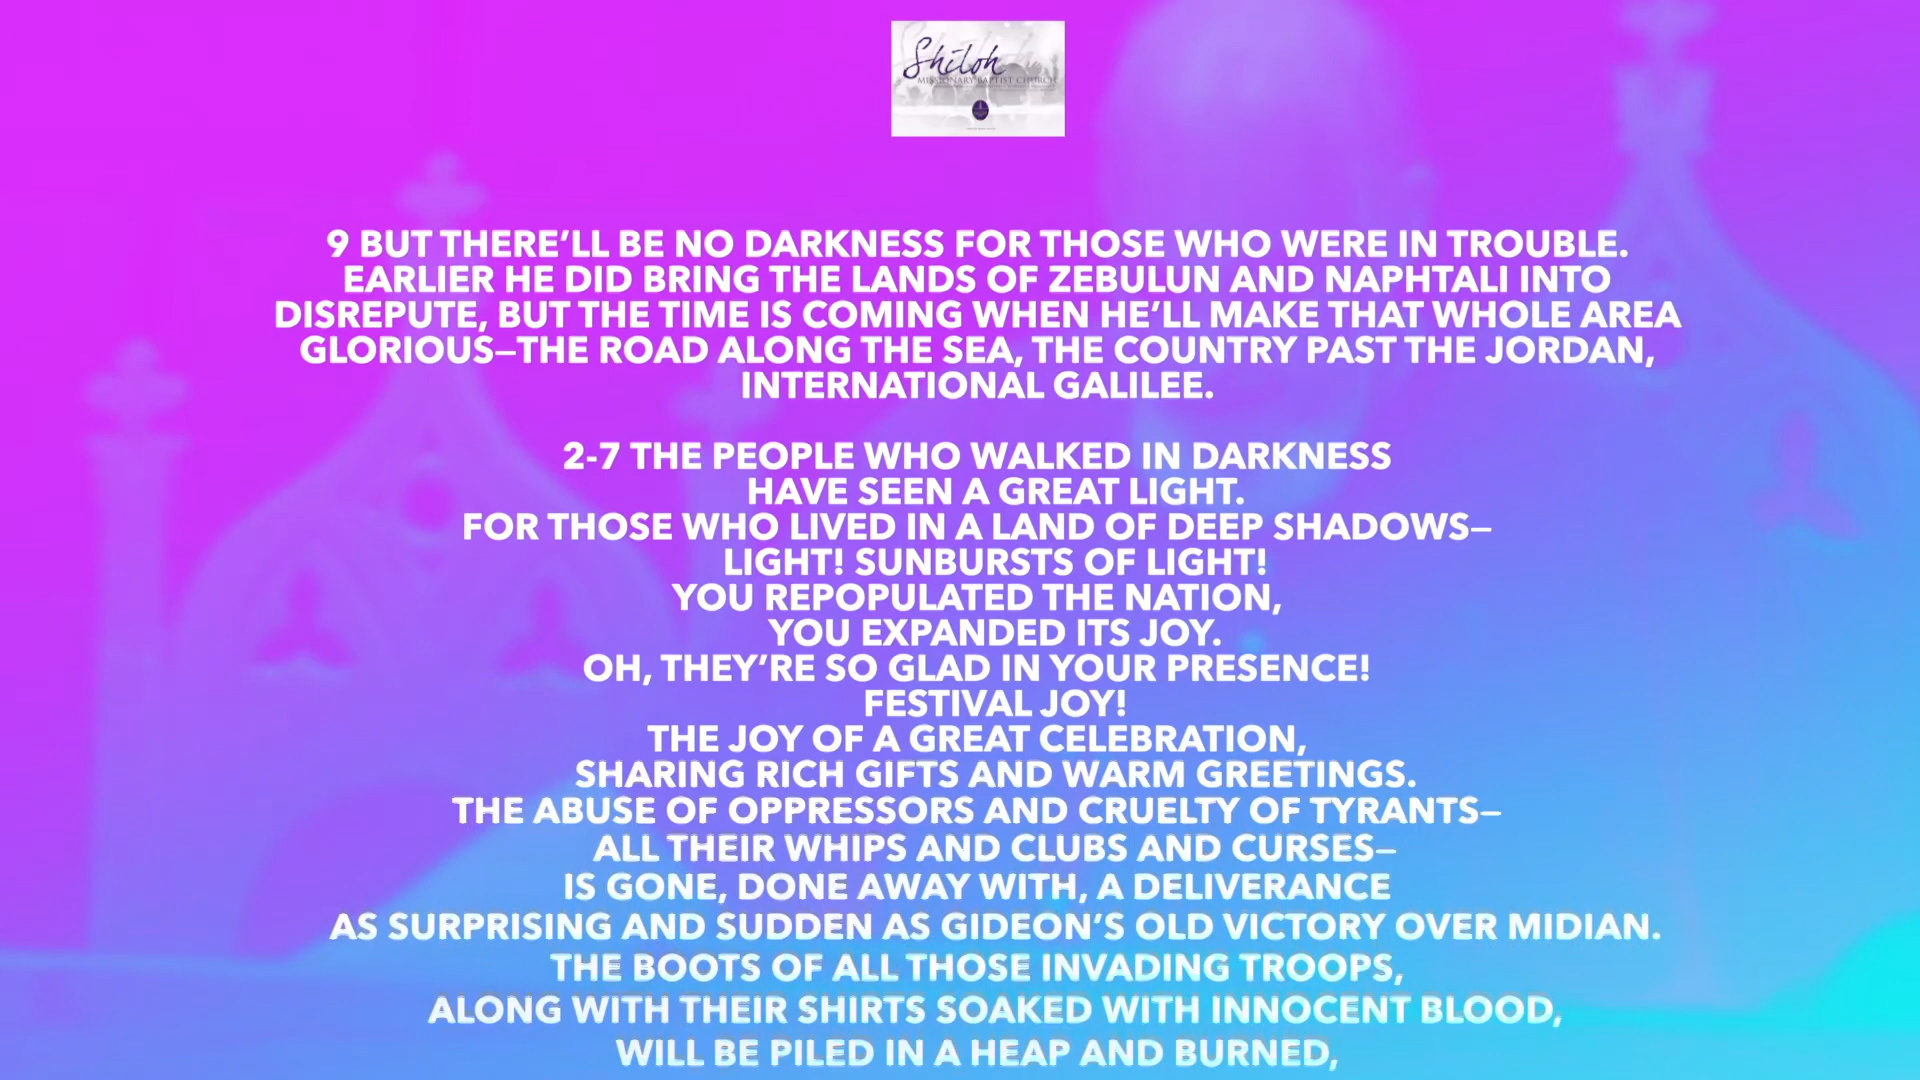 Shiloh
MISSIONARY BAPTIST CHURCH
9 BUT THERE’LL BE NO DARKNESS FOR THOSE WHO WERE IN TROUBLE.
EARLIER HE DID BRING THE LANDS OF ZEBULUN AND NAPHTALI INTO
DISREPUTE, BUT THE TIME IS COMING WHEN HE’LL MAKE THAT WHOLE AREA
GLORIOUS—THE ROAD ALONG THE SEA, THE COUNTRY PAST THE JORDAN,
INTERNATIONAL GALILEE.
2-7 THE PEOPLE WHO WALKED IN DARKNESS
HAVE SEEN A GREAT LIGHT.
FOR THOSE WHO LIVED IN A LAND OF DEEP SHADOWS—
LIGHT! SUNBURSTS OF LIGHT!
YOU REPOPULATED THE NATION,
YOU EXPANDED ITS JOY.
OH, THEY’RE SO GLAD IN YOUR PRESENCE!
FESTIVAL JOY!
THE JOY OF A GREAT CELEBRATION,
SHARING RICH GIFTS AND WARM GREETINGS.
THE ABUSE OF OPPRESSORS AND CRUELTY OF TYRANTS—
ALL THEIR WHIPS AND CLUBS AND CURSES—
IS GONE, DONE AWAY WITH, A DELIVERANCE
AS SURPRISING AND SUDDEN AS GIDEON’S OLD VICTORY OVER MIDIAN.
THE BOOTS OF ALL THOSE INVADING TROOPS,
ALONG WITH THEIR SHIRTS SOAKED WITH INNOCENT BLOOD,
WILL BE PILED IN A HEAP AND BURNED,